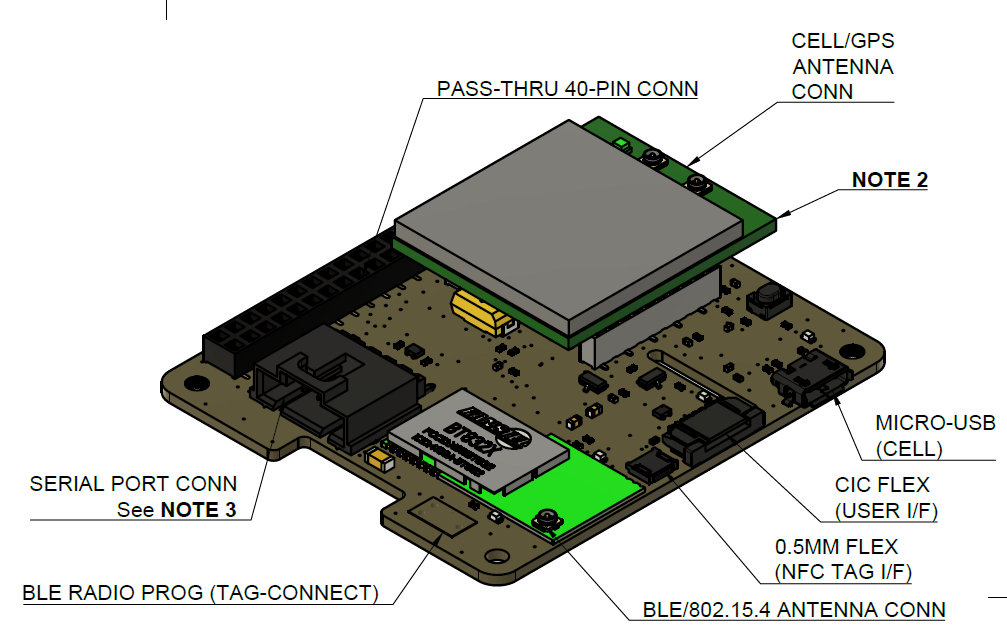 CELL/GPS
ANTENNA
CONN
PASS-THRU 40-PIN CONN
NOTE 2
MICRO-USB
(CELL)
SERIAL PORT CONN
See NOTE 3
CIC FLEX
(USER I/F)
0.5MM FLEX
(NFC TAG I/F)
BLE RADIO PROG (TAG-CONNECT)
BLE/802.15.4 ANTENNA CONN